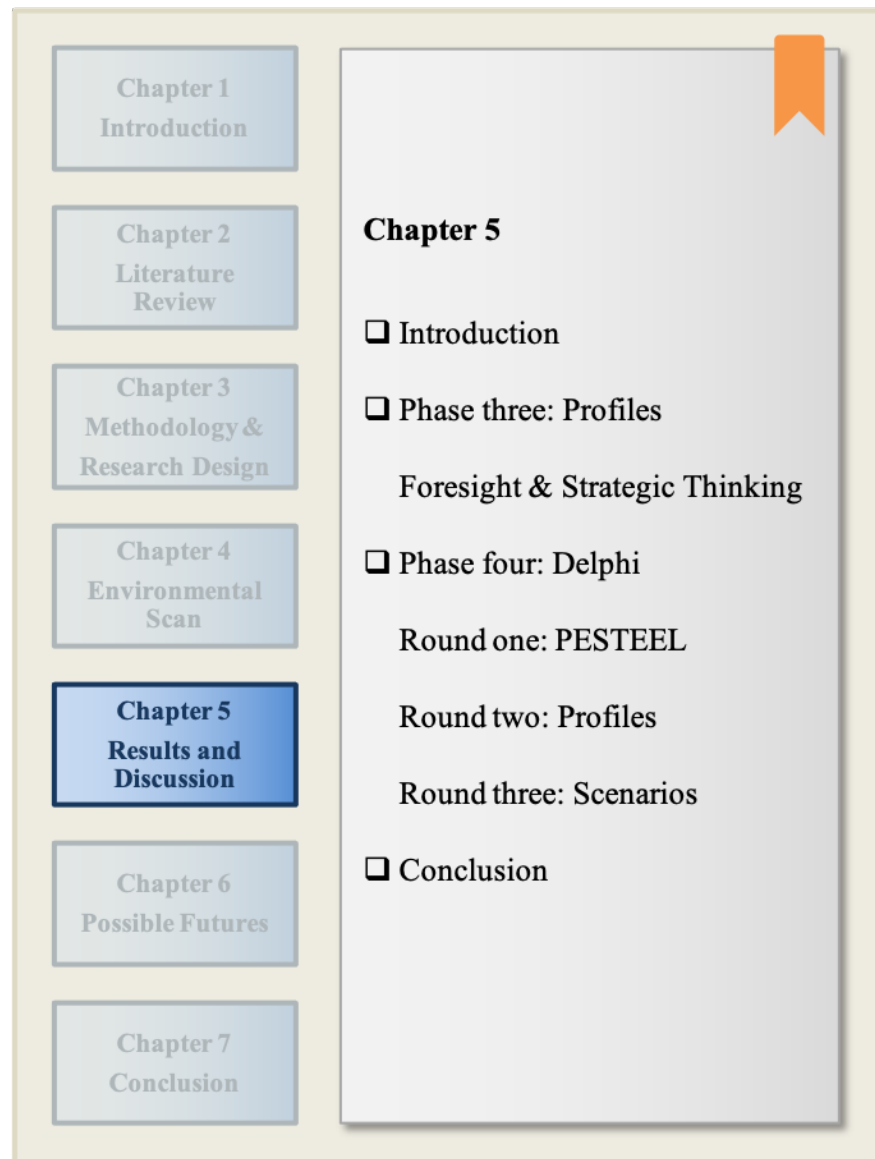 Chapter 1
Introduction
Chapter 2
Literature
Review
Chapter 3
Methodology &
Research Design
Chapter 4
Environmental
Scan
Chapter 5
Results and
Discussion
Chapter 6
Possible Futures
Chapter 7
Conclusion
Chapter 5
❑ Introduction
❑ Phase three: Profiles
Foresight & Strategic Thinking
❑ Phase four: Delphi
Round one: PESTEEL
Round two: Profiles
Round three: Scenarios
❑ Conclusion